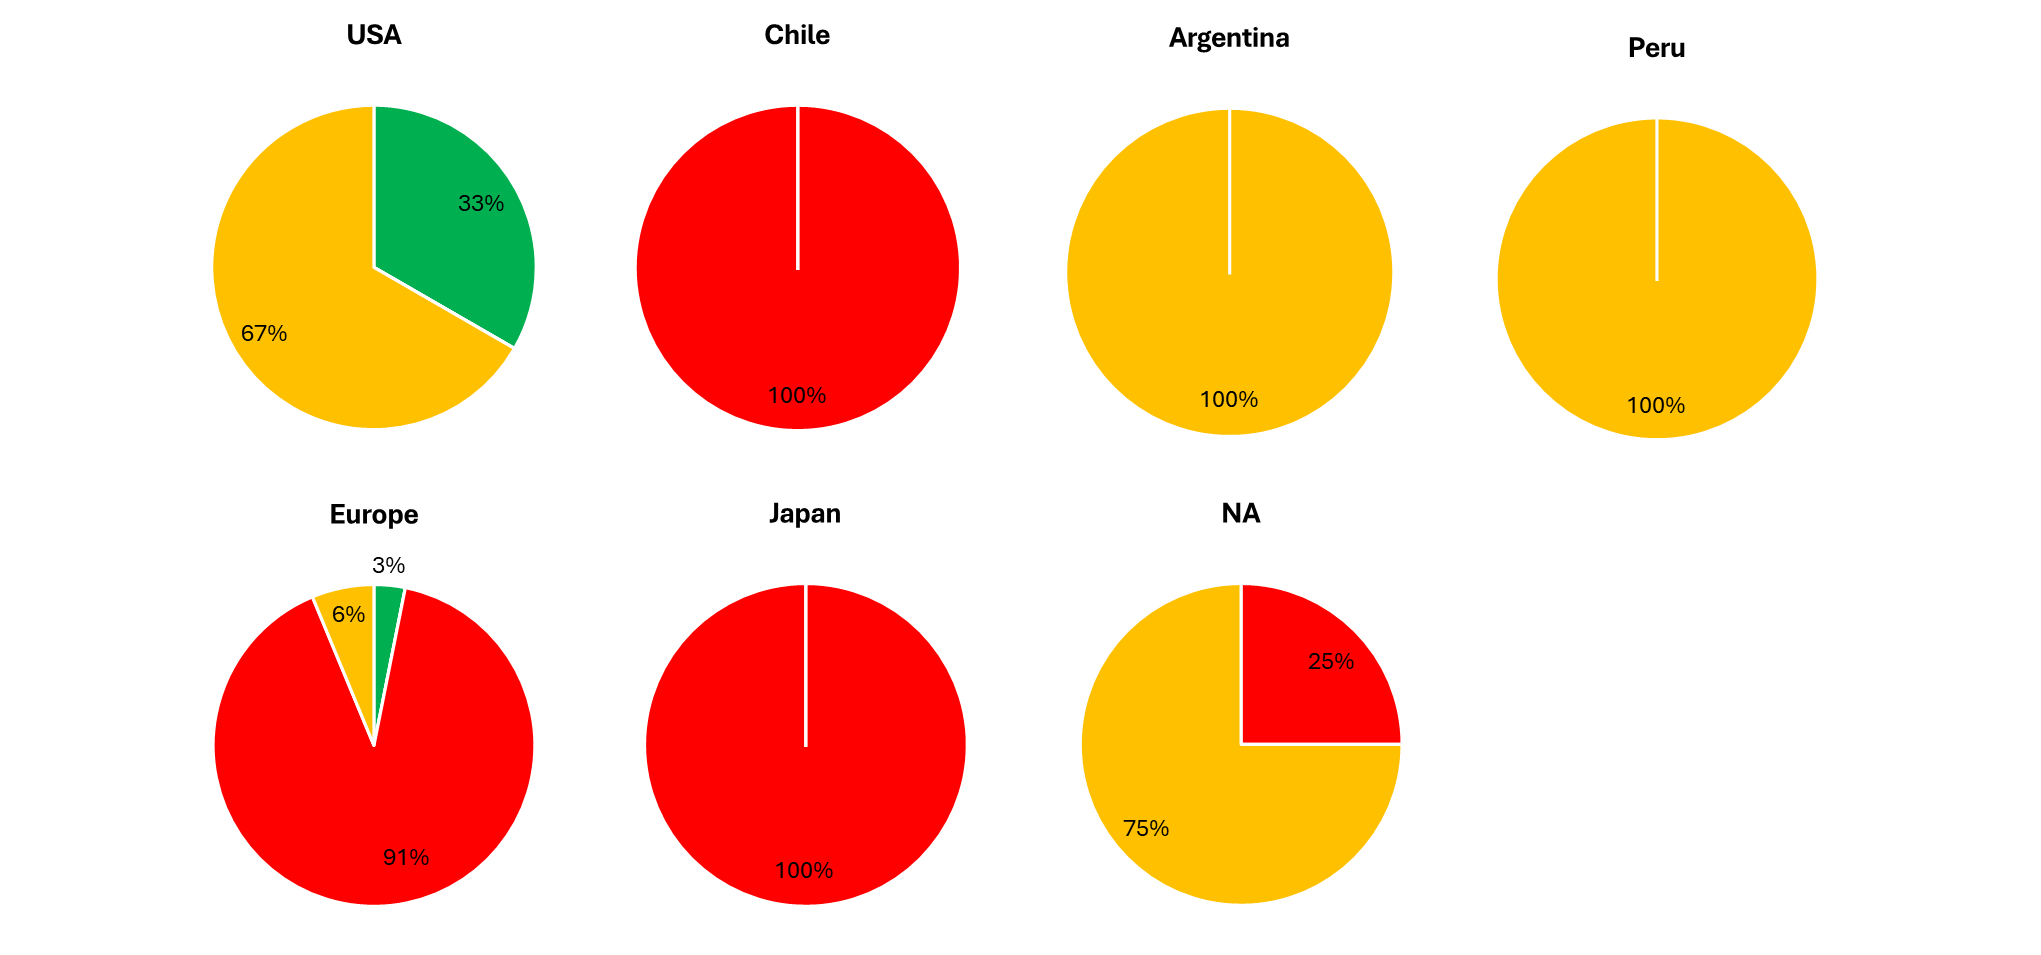 USA
Chile
Argentina
Peru
33%
67%
100%
100%
100%
Europe
Japan
NA
3%
6%
91%
100%
25%
75%